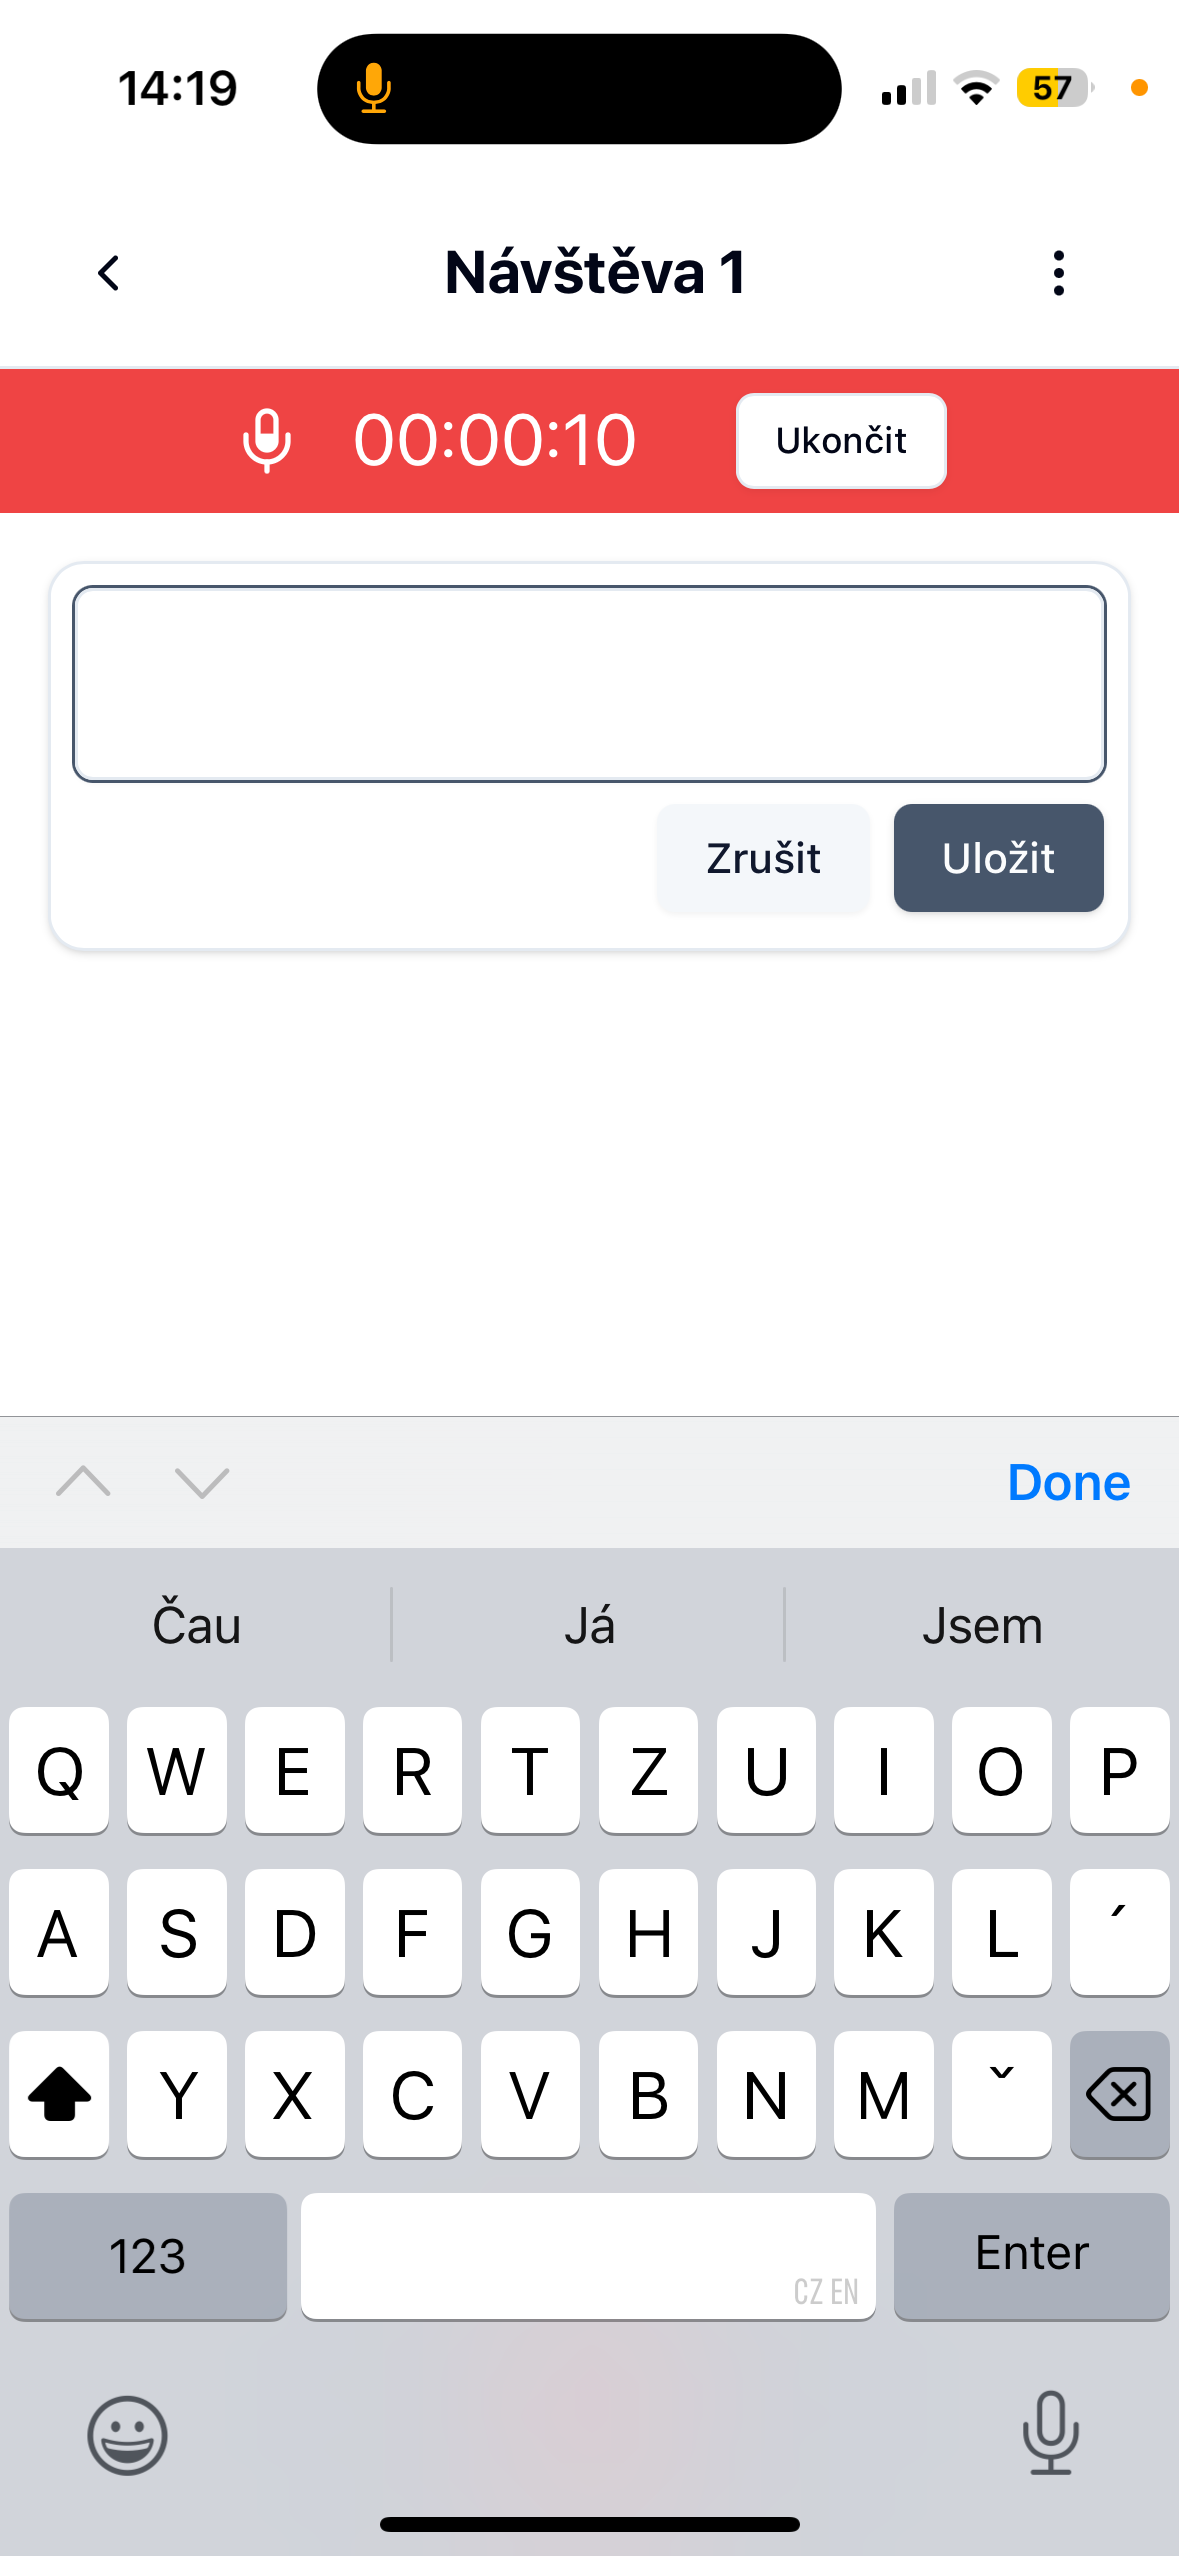 14:19
57
Návštěva 1
00:00:10 Ukončit
Zrušit Uložit
Done
Čau Já Jsem
Q W E R T Z U I O P
A S D F G H J K L ´
Y X C V B N M ˇ
123 CZ EN Enter